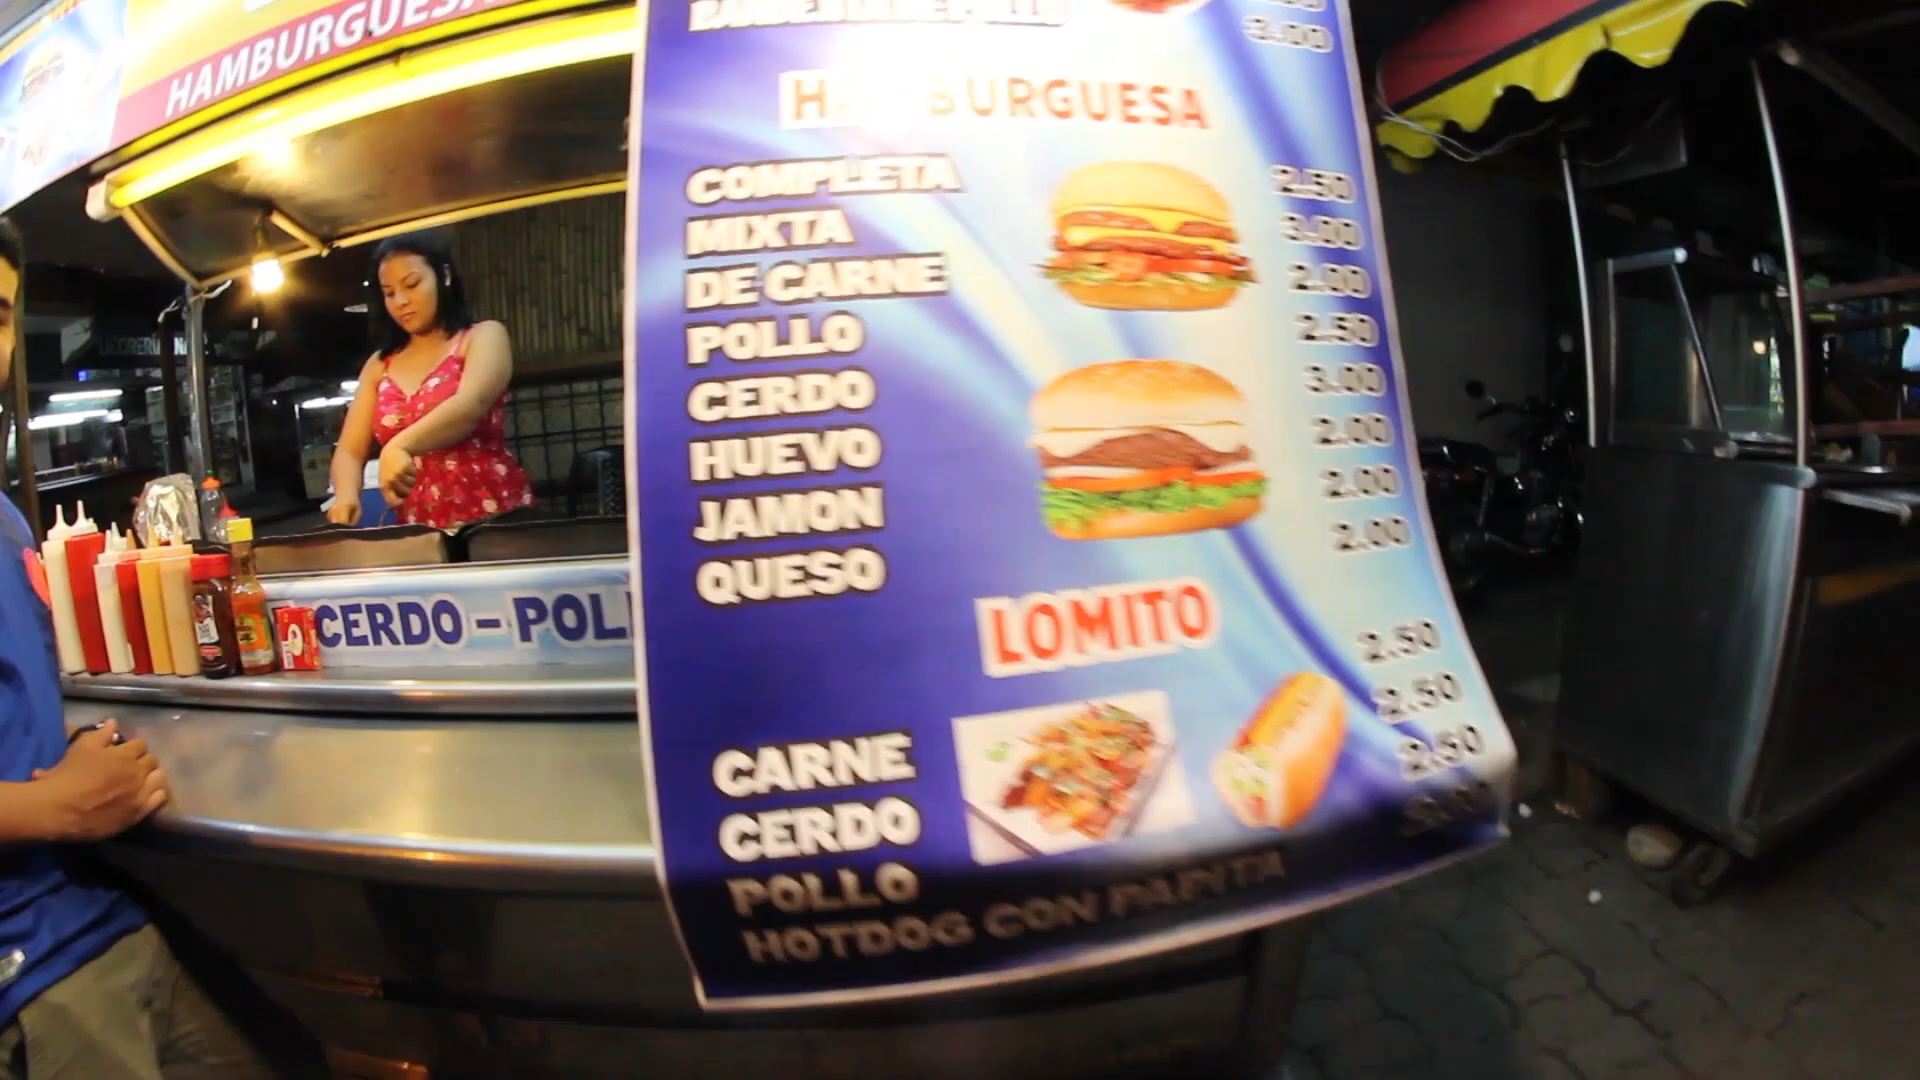 HAMBURGUESA
3.00
HAMBURGUESA
COMPLETA 2.50
MIXTA 3.00
DE CARNE 2.00
POLLO 2.50
CERDO 3.00
HUEVO 2.00
JAMON 2.00
QUESO 2.00
LOMITO
CARNE 2.50
CERDO 2.50
POLLO 2.50
HOTDOG CON PAPITA
CERDO - POL